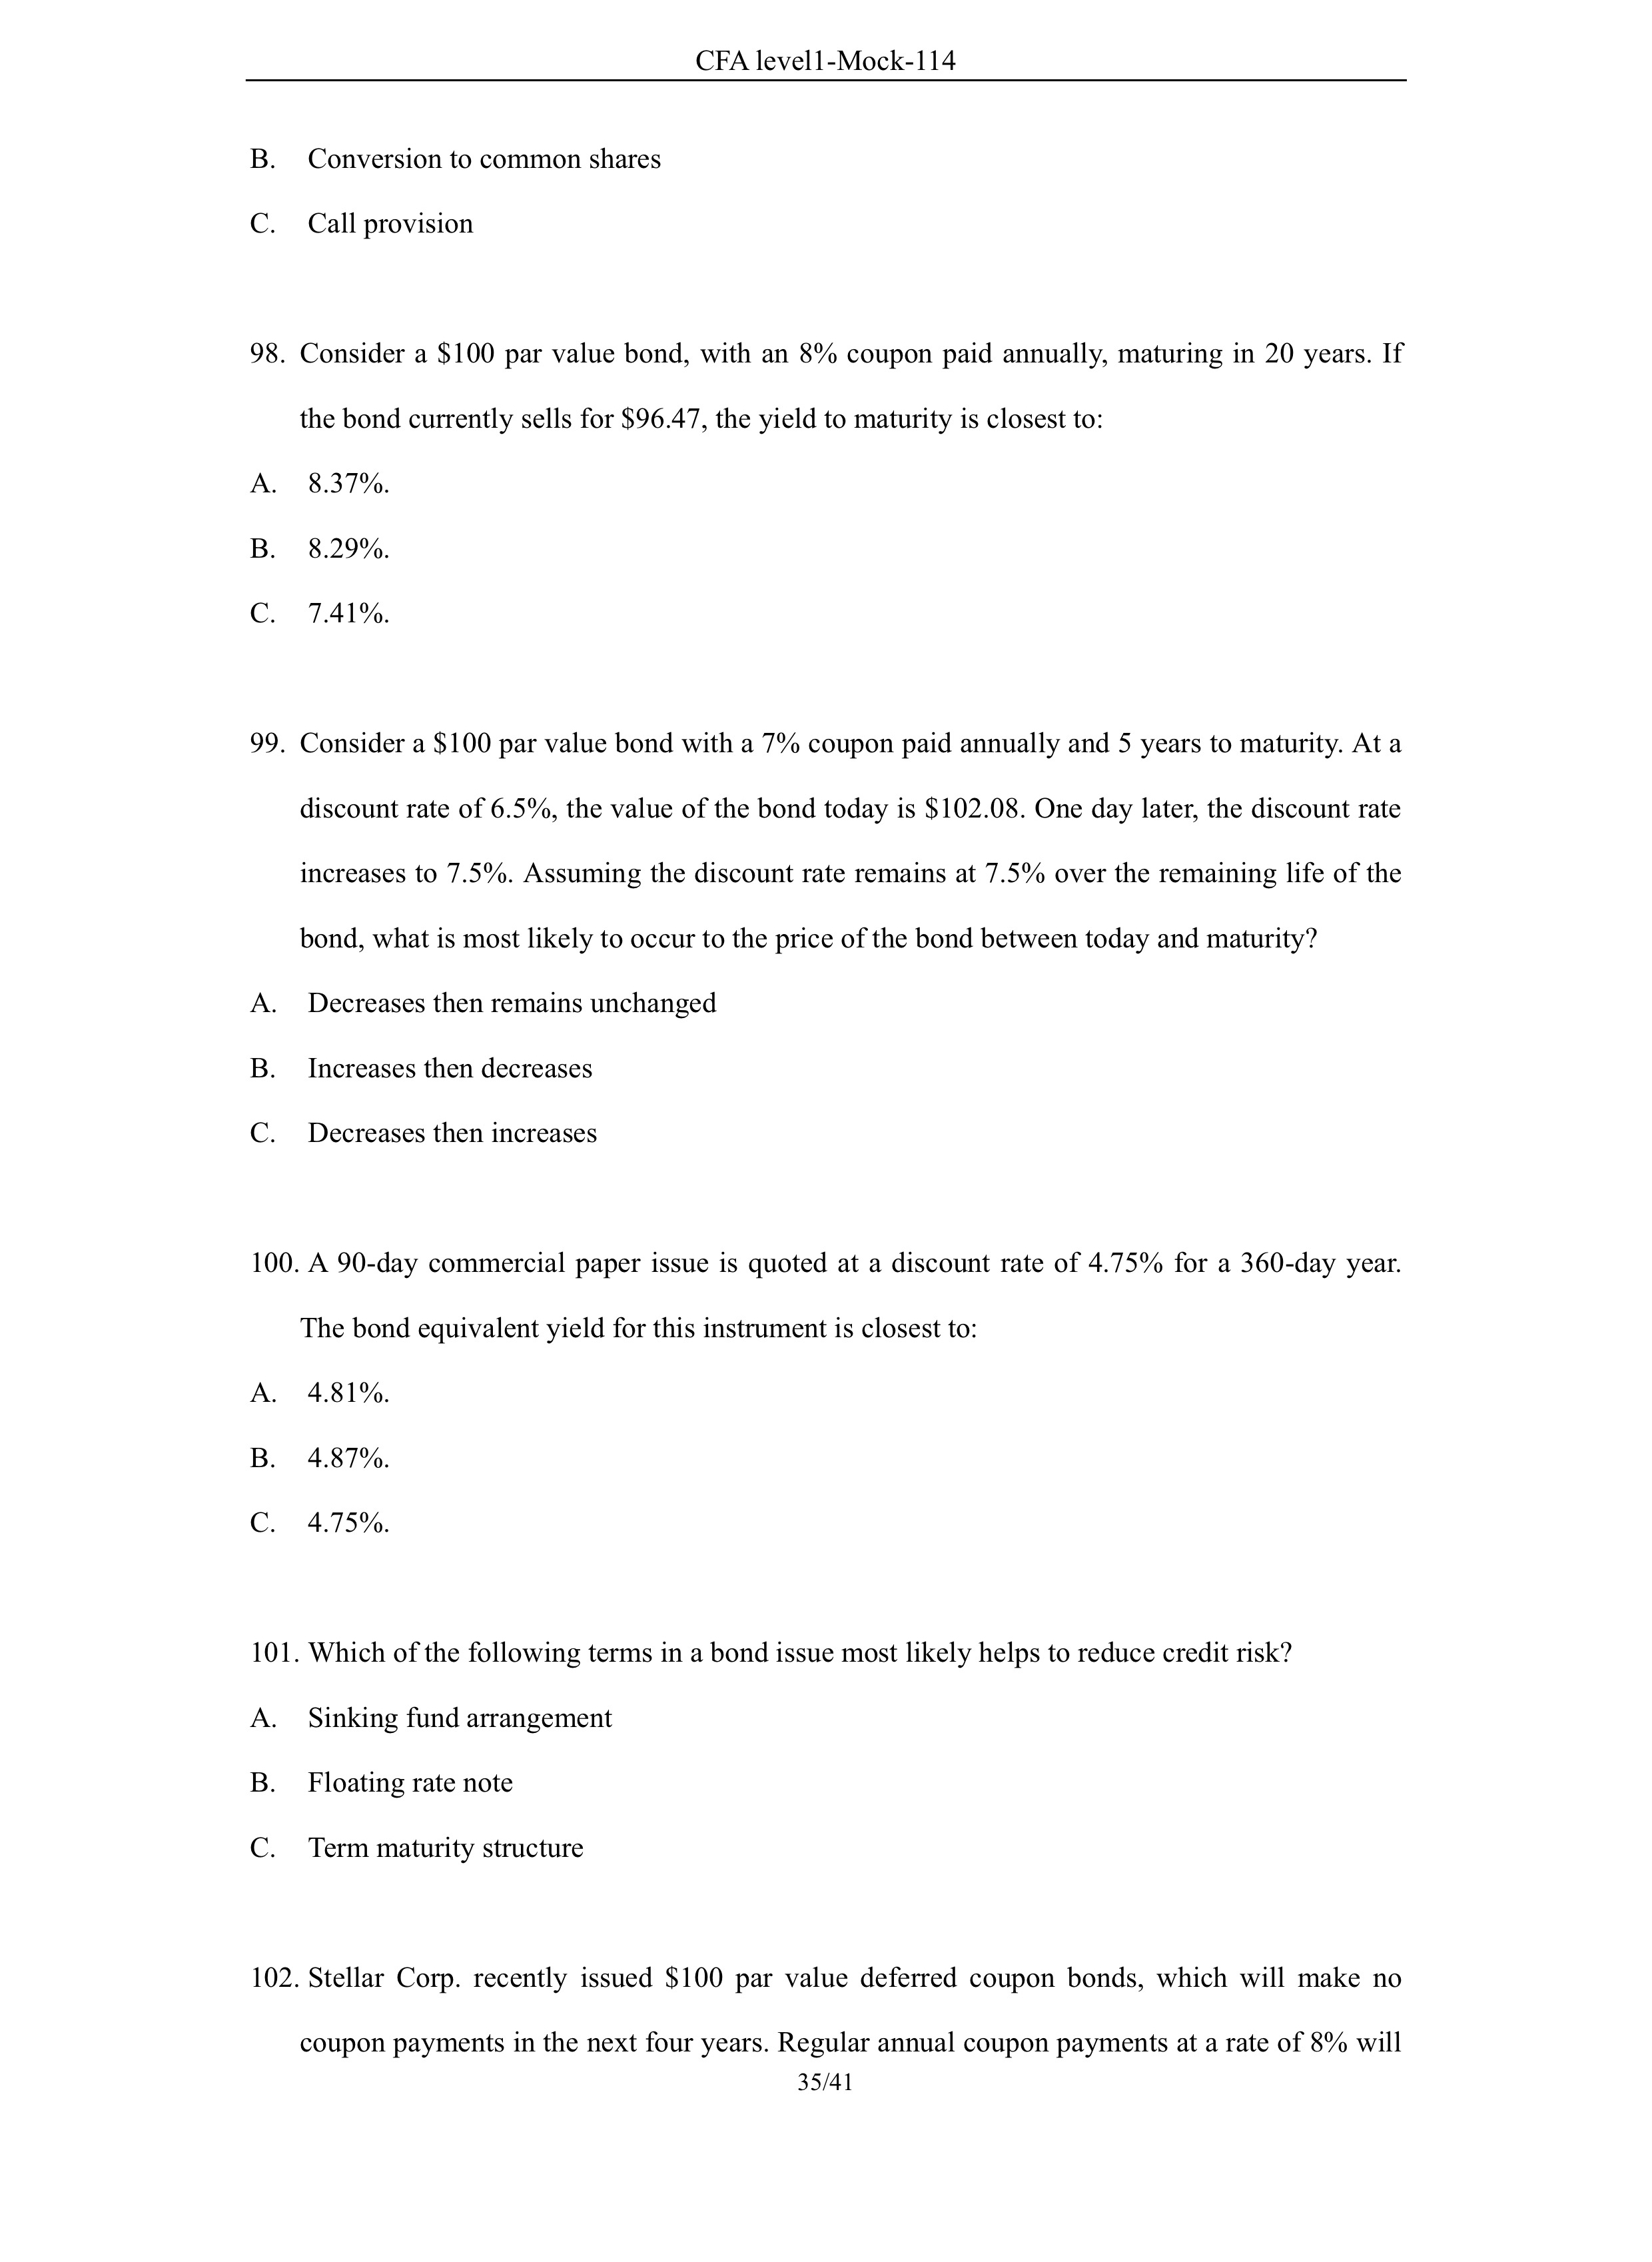 CFA level1-Mock-114
B. Conversion to common shares
C. Call provision
98. Consider a $100 par value bond, with an 8% coupon paid annually, maturing in 20 years. If
the bond currently sells for $96.47, the yield to maturity is closest to:
A. 8.37%.
B. 8.29%.
C. 7.41%.
99. Consider a $100 par value bond with a 7% coupon paid annually and 5 years to maturity. At a
discount rate of 6.5%, the value of the bond today is $102.08. One day later, the discount rate
increases to 7.5%. Assuming the discount rate remains at 7.5% over the remaining life of the
bond, what is most likely to occur to the price of the bond between today and maturity?
A. Decreases then remains unchanged
B. Increases then decreases
C. Decreases then increases
100. A 90-day commercial paper issue is quoted at a discount rate of 4.75% for a 360-day year.
The bond equivalent yield for this instrument is closest to:
A. 4.81%.
B. 4.87%.
C. 4.75%.
101. Which of the following terms in a bond issue most likely helps to reduce credit risk?
A. Sinking fund arrangement
B. Floating rate note
C. Term maturity structure
102. Stellar Corp. recently issued $100 par value deferred coupon bonds, which will make no
coupon payments in the next four years. Regular annual coupon payments at a rate of 8% will
35/41